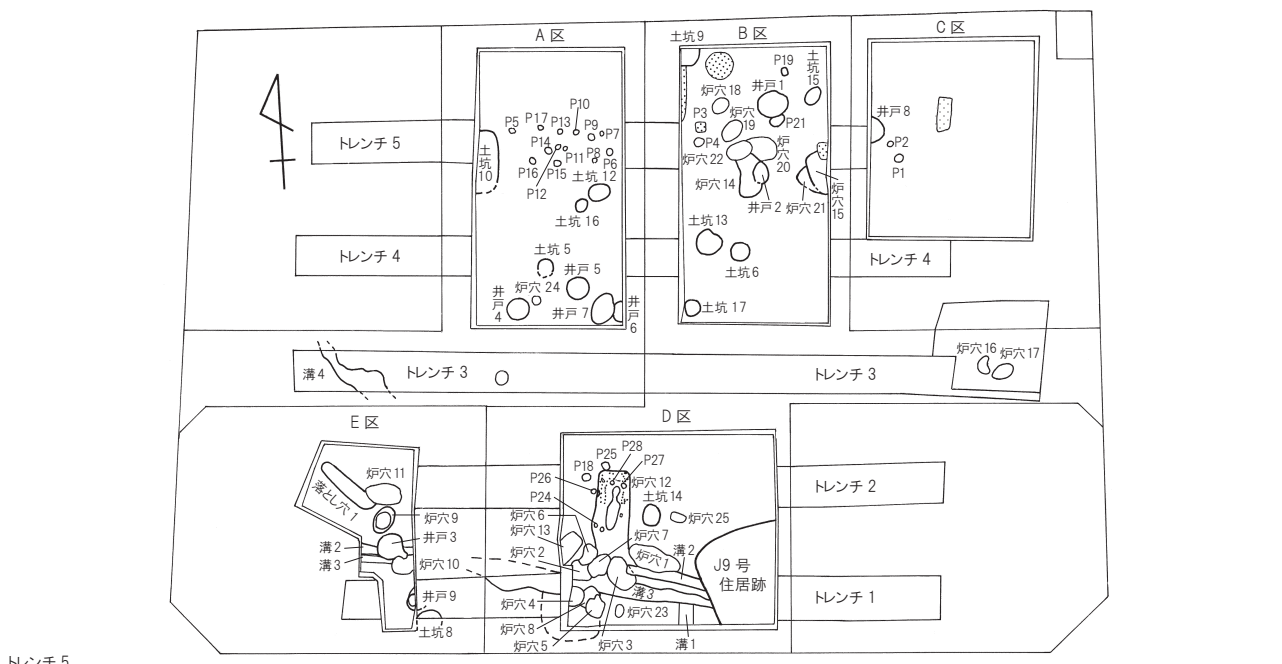 A 区
B 区
C 区
土坑 9
P19
土坑 15
炉穴 18
井戸 1
P3
炉穴 19
P21
P4
炉穴 22
炉穴 20
炉穴 14
井戸 2
炉穴 21
炉穴 15
井戸 8
P2
P1
P10
P5
P17
P13
P9
P7
P14
P11
P8
P6
P16
P15
P12
土坑 10
土坑 12
土坑 16
トレンチ 5
トレンチ 4
土坑 5
井戸 5
炉穴 24
井戸 4
井戸 7
井戸 6
土坑 13
土坑 6
土坑 17
トレンチ 4
溝 4
トレンチ 3
トレンチ 3
炉穴 16
炉穴 17
E 区
D 区
炉穴 11
落とし穴 1
炉穴 9
井戸 3
溝 2
溝 3
炉穴 10
井戸 9
土坑 8
P28
P25
P27
P18
P26
炉穴 12
P24
土坑 14
炉穴 25
炉穴 6
炉穴 13
炉穴 7
炉穴 2
炉穴 1
溝 2
J9 号
住居跡
溝 3
炉穴 4
炉穴 23
炉穴 8
炉穴 5
炉穴 3
溝 1
トレンチ 2
トレンチ 1
トレンチ 5